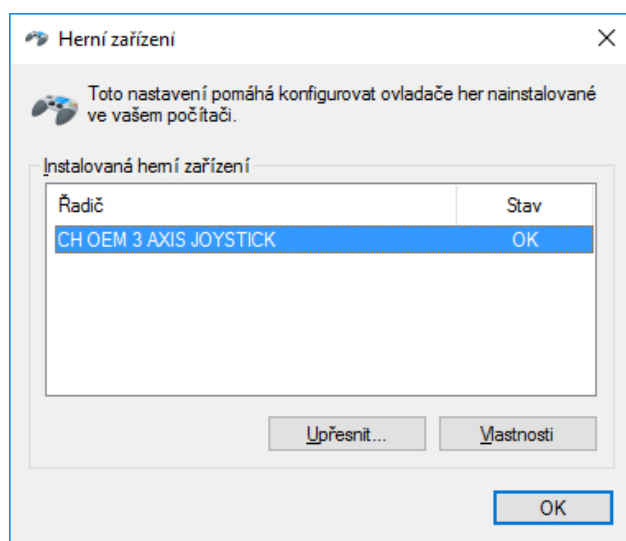 Herní zařízení
Toto nastavení pomáhá konfigurovat ovladače her nainstalované
ve vašem počítači.
Instalovaná herní zařízení
Řadič Stav
CH OEM 3 AXIS JOYSTICK OK
Upřesnit... Vlastnosti
OK